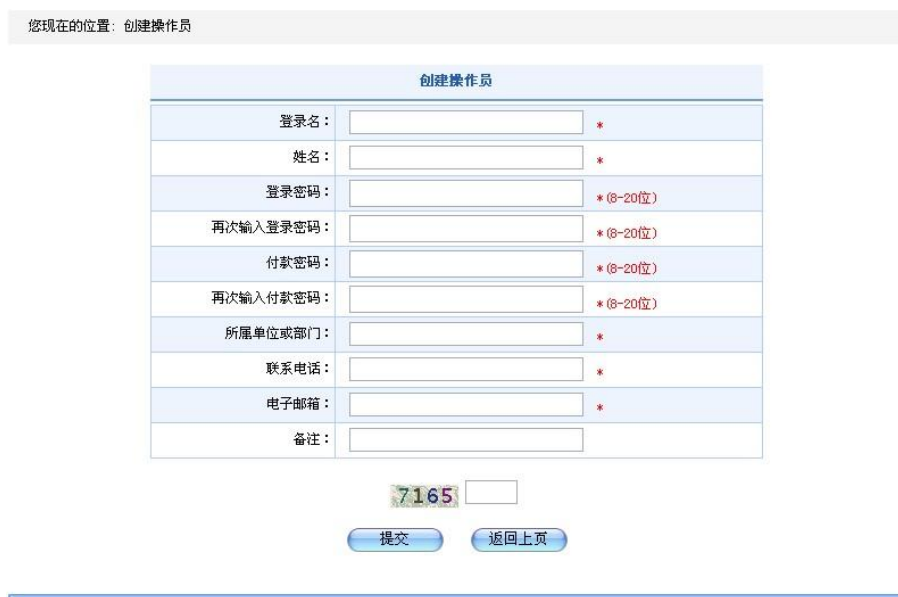 您现在的位置：创建操作员
创建操作员
登录名： *
姓名： *
登录密码： *(8-20位)
再次输入登录密码： *(8-20位)
付款密码： *(8-20位)
再次输入付款密码： *(8-20位)
所属单位或部门： *
联系电话： *
电子邮箱： *
备注：
7165
提交 返回上页